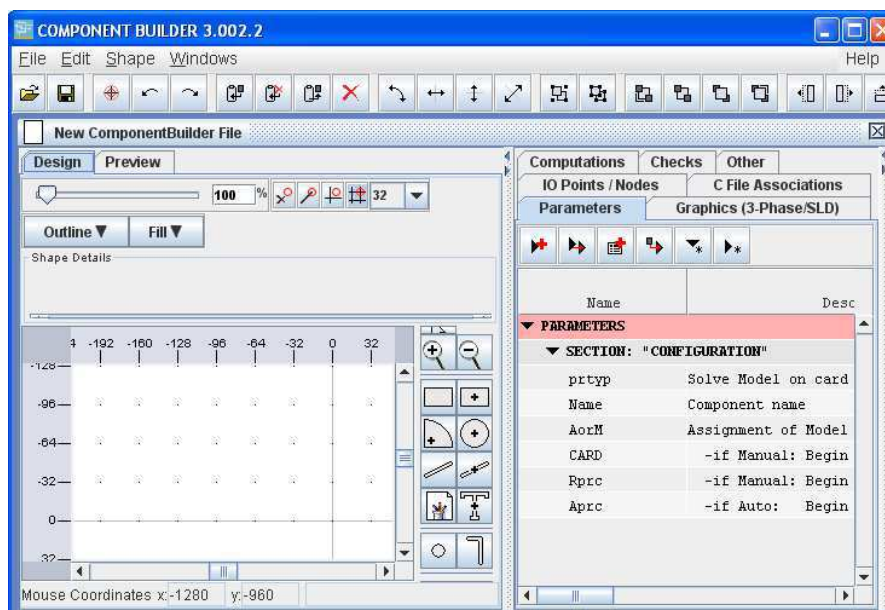 COMPONENT BUILDER 3.002.2
File Edit Shape Windows Help
New ComponentBuilder File
Design Preview
100 % 32
Outline ▼ Fill ▼
Shape Details
4 -192 -160 -128 -96 -64 -32 0 32
-128
-96
-64
-32
0
32
Mouse Coordinates x: -1280 y: -960
Computations Checks Other
IO Points / Nodes C File Associations
Parameters Graphics (3-Phase/SLD)
Name Desc
PARAMETERS
SECTION: "CONFIGURATION"
prtyp Solve Model on card
Name Component name
AorM Assignment of Model
CARD -if Manual: Begin
Rprc -if Manual: Begin
Aprc -if Auto: Begin